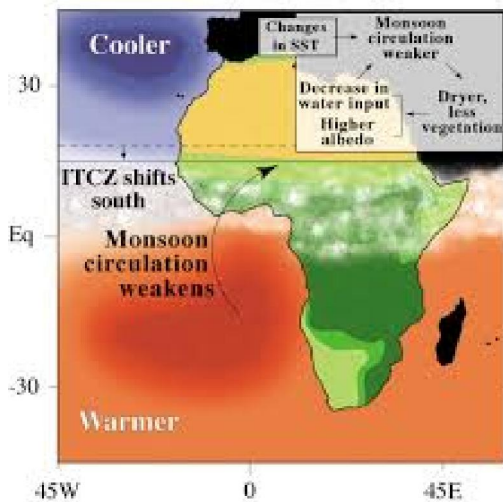 Cooler
Changes
in SST
Monsoon
circulation
weaker
Decrease in
water input
Higher
albedo
Dryer,
less
vegetation
ITCZ shifts
south
Monsoon
circulation
weakens
Warmer
30
Eq
-30
45W
0
45E